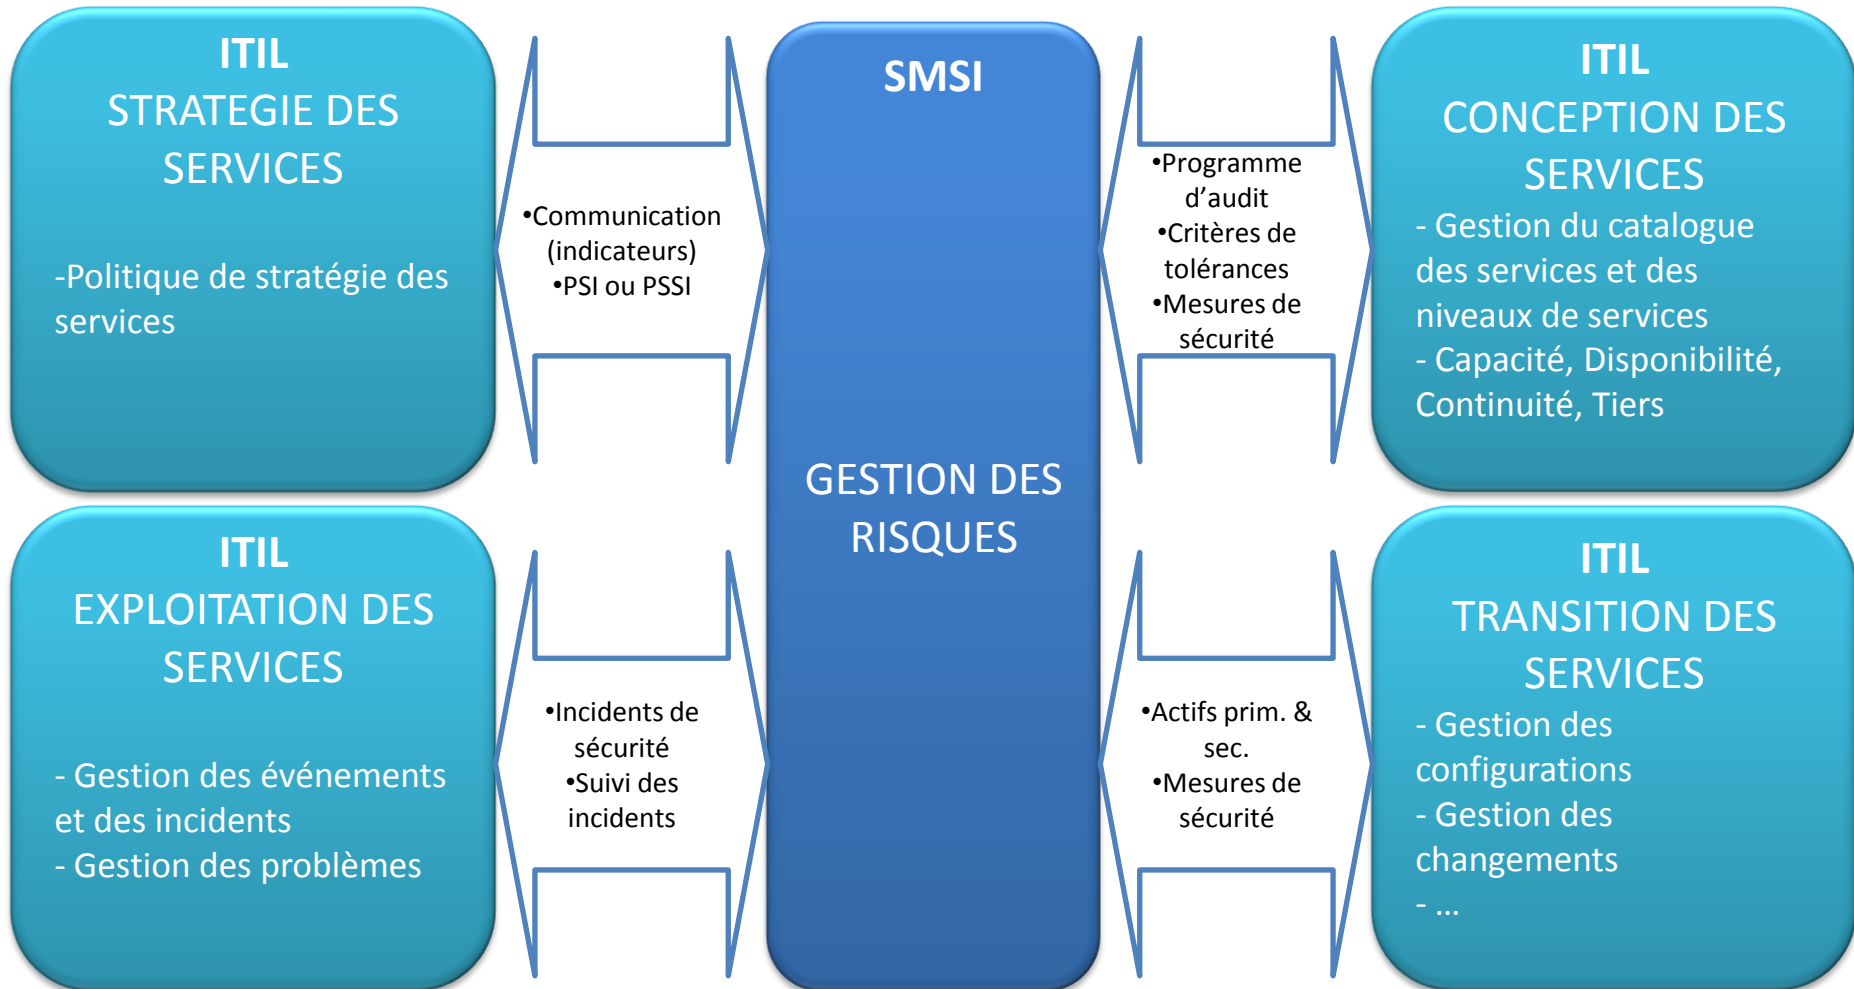 ITIL
STRATEGIE DES
SERVICES
-Politique de stratégie des
services
•Communication
(indicateurs)
•PSI ou PSSI
SMSI
GESTION DES
RISQUES
•Programme
d’audit
•Critères de
tolérances
•Mesures de
sécurité
ITIL
CONCEPTION DES
SERVICES
- Gestion du catalogue
des services et des
niveaux de services
- Capacité, Disponibilité,
Continuité, Tiers
ITIL
EXPLOITATION DES
SERVICES
- Gestion des événements
et des incidents
- Gestion des problèmes
•Incidents de
sécurité
•Suivi des
incidents
•Actifs prim. &
sec.
•Mesures de
sécurité
ITIL
TRANSITION DES
SERVICES
- Gestion des
configurations
- Gestion des
changements
- ...